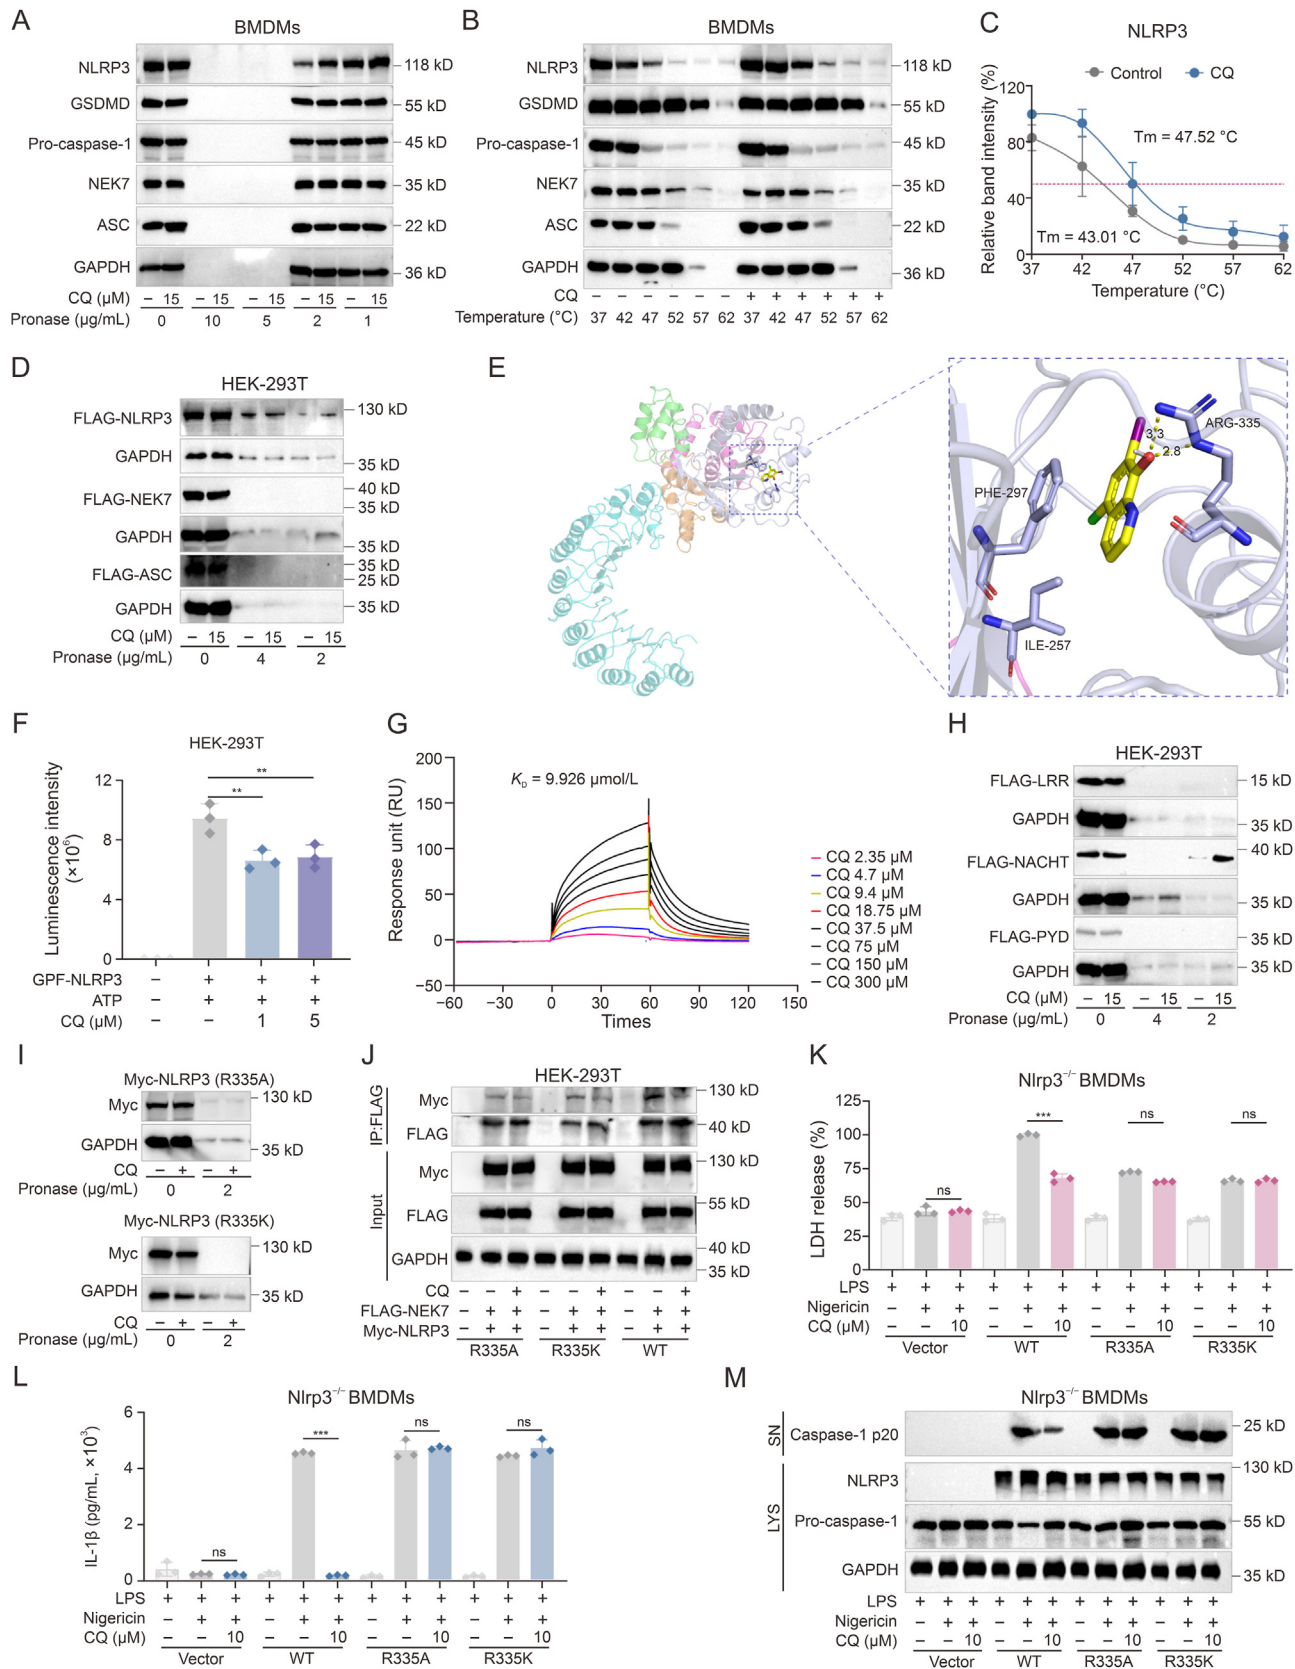 A
BMDMs
NLRP3
118 kD
GSDMD
55 kD
Pro-caspase-1
45 kD
NEK7
35 kD
ASC
22 kD
GAPDH
36 kD
CQ (μM) – 15 – 15 – 15 – 15 – 15
Pronase (μg/mL) 0 10 5 2 1
B
BMDMs
NLRP3
118 kD
GSDMD
55 kD
Pro-caspase-1
45 kD
NEK7
35 kD
ASC
22 kD
GAPDH
36 kD
CQ – – – – – – + + + + + + +
Temperature (°C) 37 42 47 52 57 62 37 42 47 52 57 62
C
NLRP3
Control CQ
Relative band intensity (%)
120
80
40
0
Tm = 47.52 °C
Tm = 43.01 °C
37 42 47 52 57 62
Temperature (°C)
D
HEK-293T
FLAG-NLRP3
130 kD
GAPDH
35 kD
FLAG-NEK7
40 kD
35 kD
GAPDH
35 kD
FLAG-ASC
35 kD
25 kD
GAPDH
35 kD
CQ (μM) – 15 – 15 – 15
Pronase (μg/mL) 0 4 2
E
ARG-335
3.3
2.8
PHE-297
ILE-257
F
HEK-293T
Luminescence intensity
(×10⁶)
12
8
4
0
**
**
GPF-NLRP3 – + + +
ATP – + + +
CQ (μM) – – 1 5
G
Response unit (RU)
200
150
100
50
0
−50
K_D = 9.926 μmol/L
−60 −30 0 30 60 90 120 150
Times
CQ 2.35 μM
CQ 4.7 μM
CQ 9.4 μM
CQ 18.75 μM
CQ 37.5 μM
CQ 75 μM
CQ 150 μM
CQ 300 μM
H
HEK-293T
FLAG-LRR
15 kD
GAPDH
35 kD
FLAG-NACHT
40 kD
GAPDH
35 kD
FLAG-PYD
35 kD
GAPDH
35 kD
CQ (μM) – 15 – 15 – 15
Pronase (μg/mL) 0 4 2
I
Myc-NLRP3 (R335A)
Myc
130 kD
GAPDH
35 kD
CQ – + – +
Pronase (μg/mL) 0 2
Myc-NLRP3 (R335K)
Myc
130 kD
GAPDH
35 kD
CQ – + – +
Pronase (μg/mL) 0 2
J
HEK-293T
IP:FLAG
Myc
130 kD
FLAG
40 kD
Input
Myc
130 kD
FLAG
55 kD
GAPDH
40 kD
35 kD
CQ – – + – – + – – +
FLAG-NEK7 – + + – + + – + +
Myc-NLRP3 – + + – + + – + +
R335A R335K WT
K
Nlrp3⁻/⁻ BMDMs
LDH release (%)
125
100
75
50
25
0
ns
***
ns
ns
LPS + + + + + + + + + + + +
Nigericin – + + – + + – + + – + +
CQ (μM) – – 10 – – 10 – – 10 – – 10
Vector WT R335A R335K
L
Nlrp3⁻/⁻ BMDMs
IL-1β (pg/mL, ×10³)
6
4
2
0
ns
***
ns
ns
LPS + + + + + + + + + + + +
Nigericin – + + – + + – + + – + +
CQ (μM) – – 10 – – 10 – – 10 – – 10
Vector WT R335A R335K
M
Nlrp3⁻/⁻ BMDMs
SN
Caspase-1 p20
25 kD
LYS
NLRP3
130 kD
Pro-caspase-1
55 kD
GAPDH
35 kD
LPS + + + + + + + + + + + +
Nigericin – + + – + + – + + – + +
CQ (μM) – – 10 – – 10 – – 10 – – 10
Vector WT R335A R335K